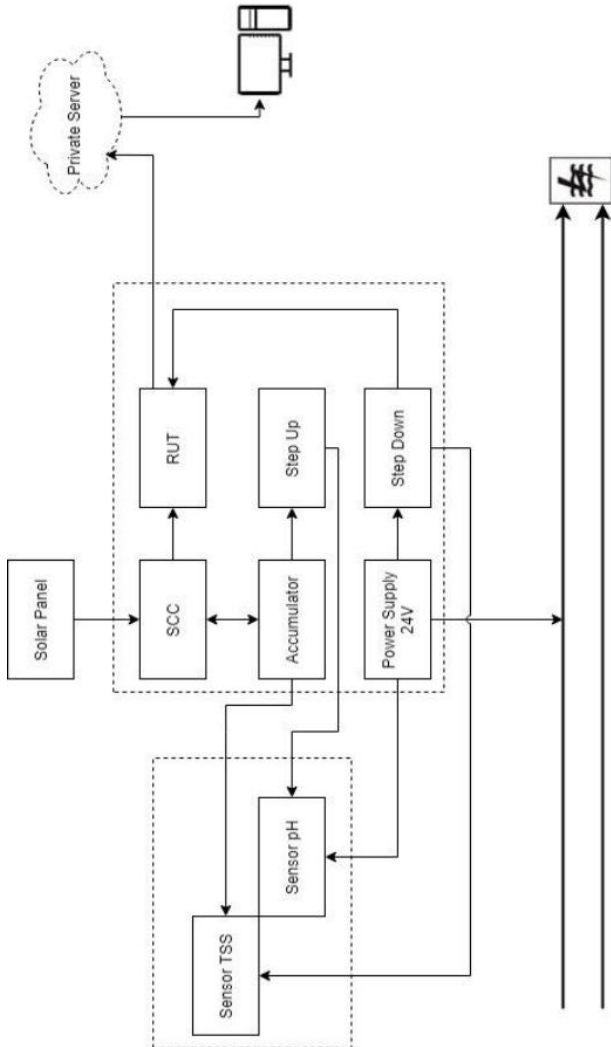 Solar Panel
SCC
RUT
Private Server
Accumulator
Step Up
Power Supply
24V
Step Down
Sensor TSS
Sensor pH